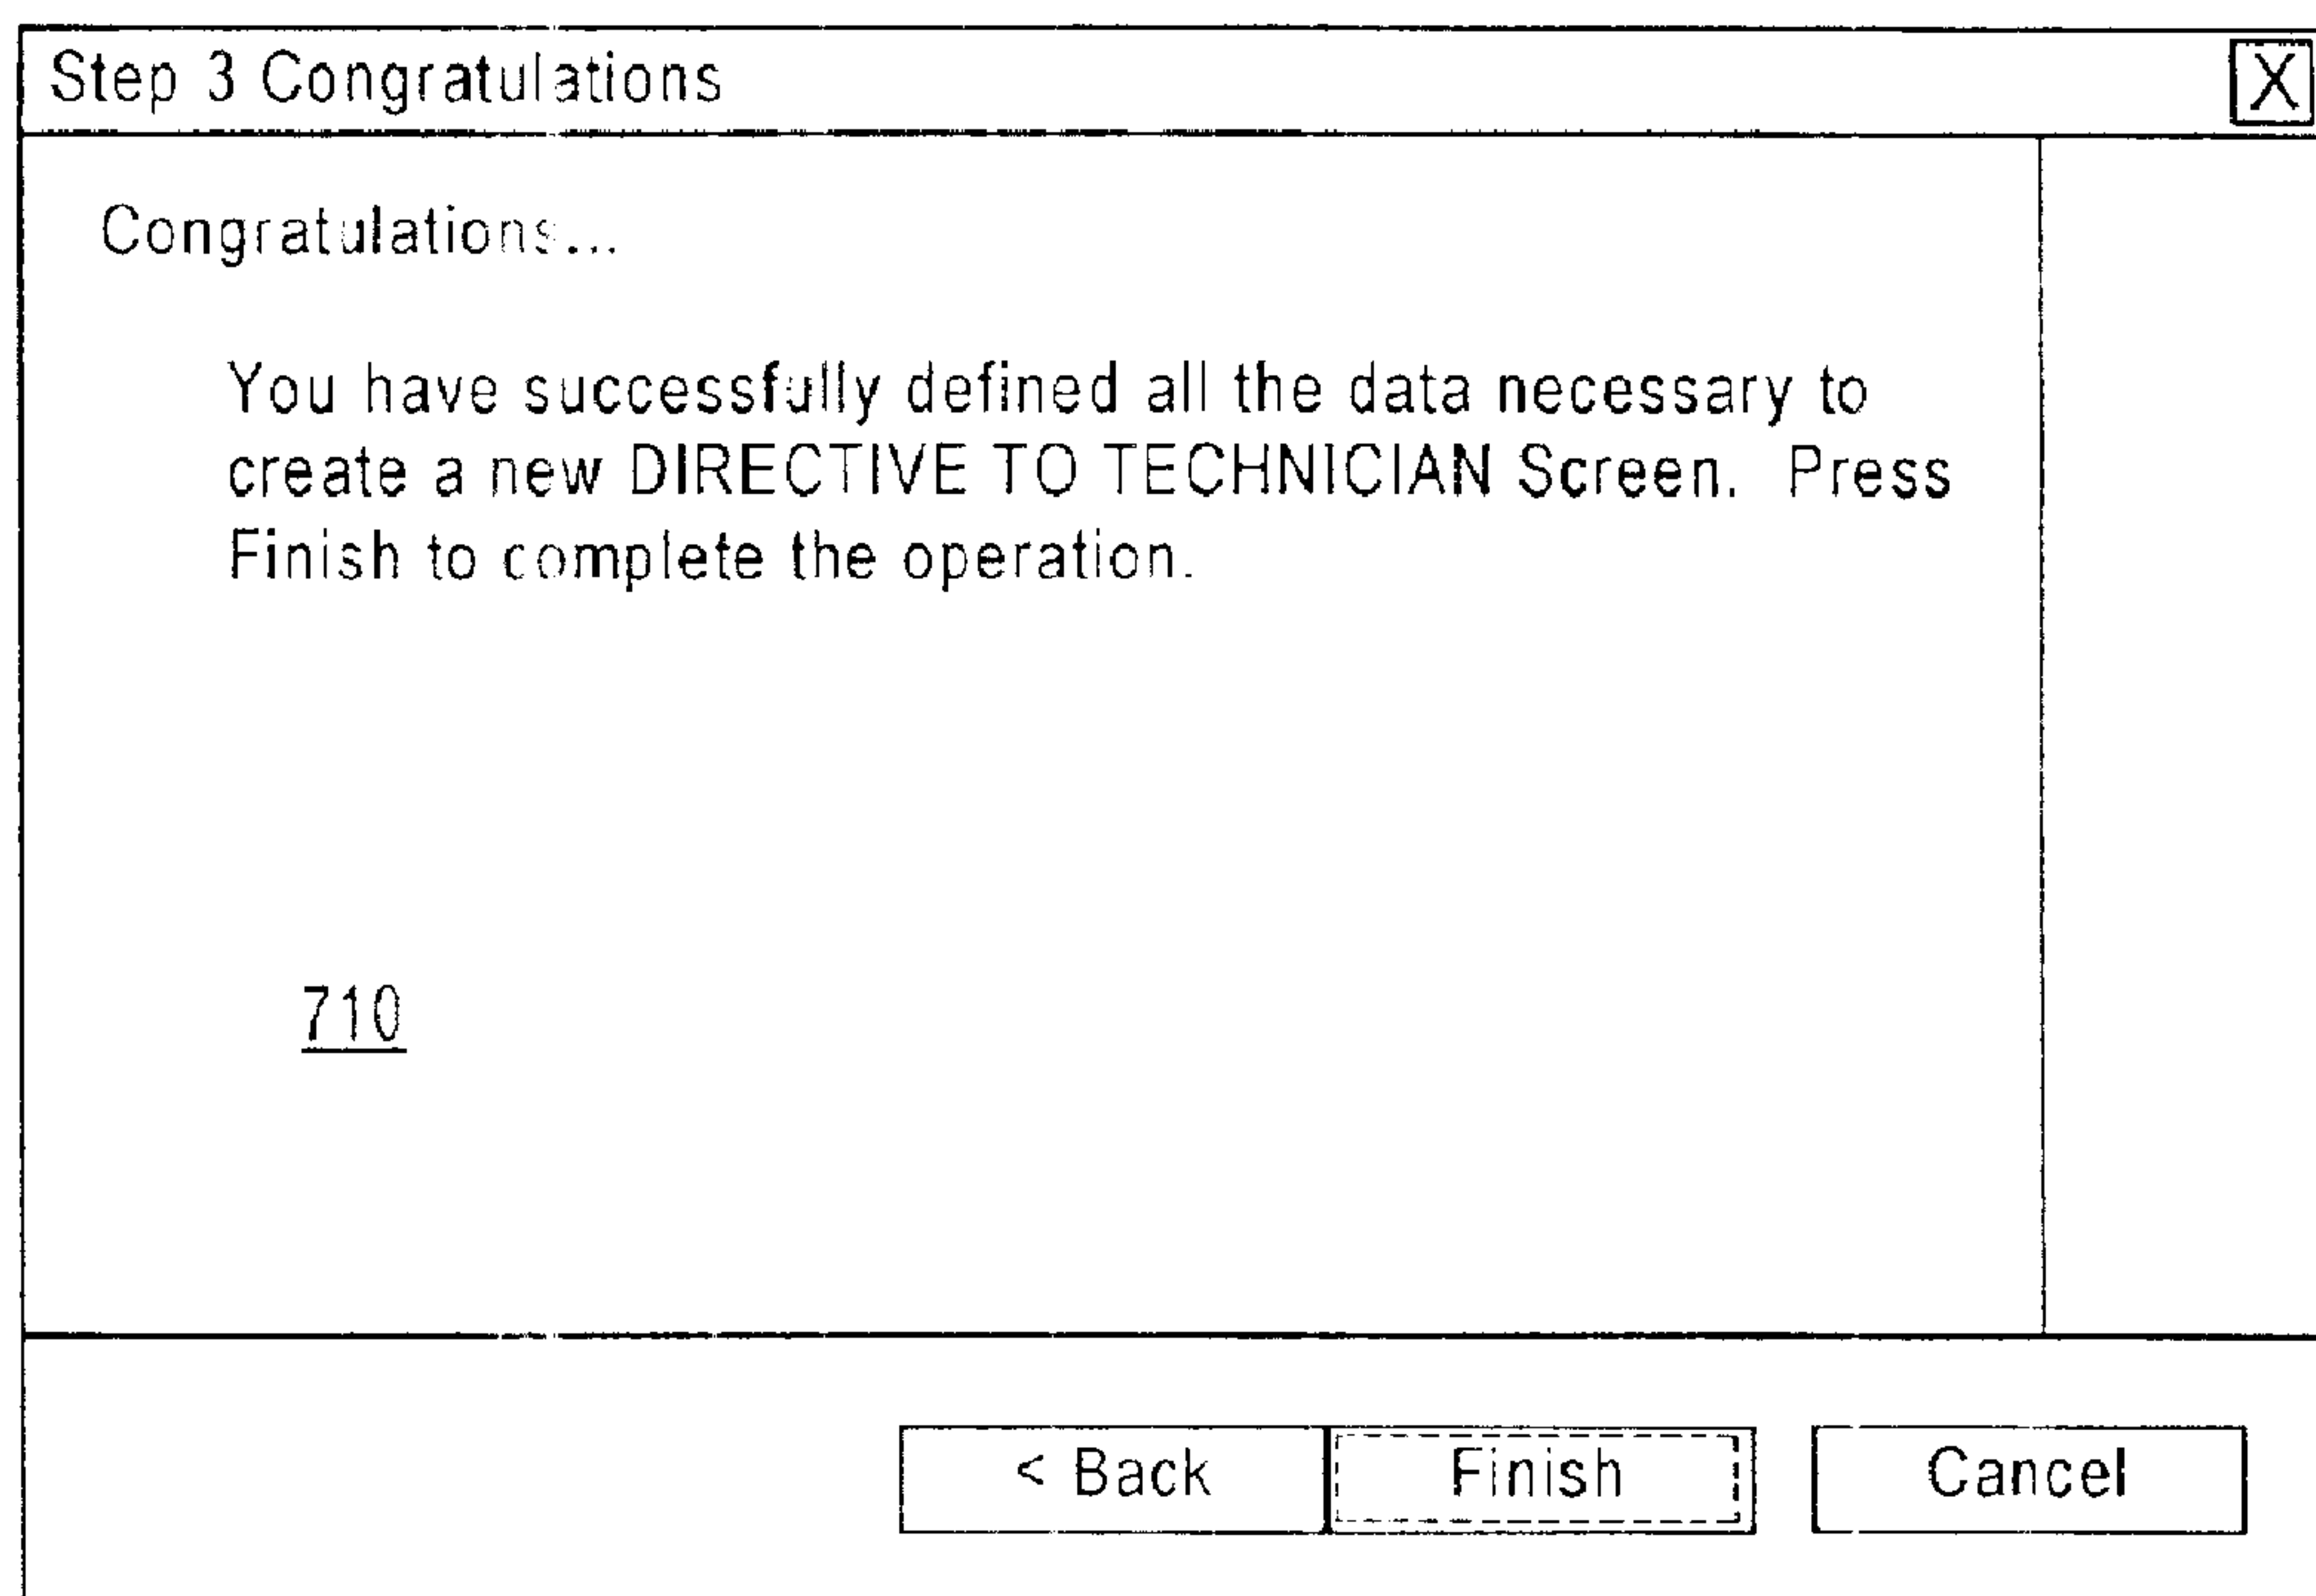 Step 3 Congratulations X
Congratulations...
You have successfully defined all the data necessary to
create a new DIRECTIVE TO TECHNICIAN Screen. Press
Finish to complete the operation.
710
< Back Finish Cancel